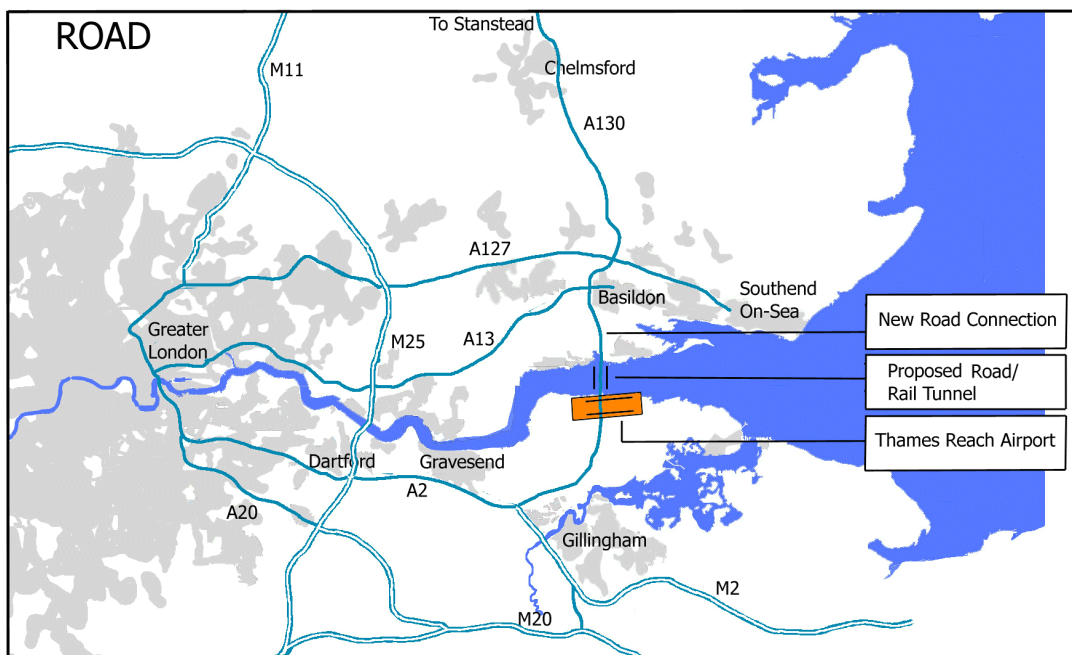 ROAD
To Stanstead
M11
Chelmsford
A130
A127
Basildon
Southend
On-Sea
Greater
London
M25
A13
New Road Connection
Proposed Road/
Rail Tunnel
Thames Reach Airport
Dartford
Gravesend
A2
A20
Gillingham
M2
M20